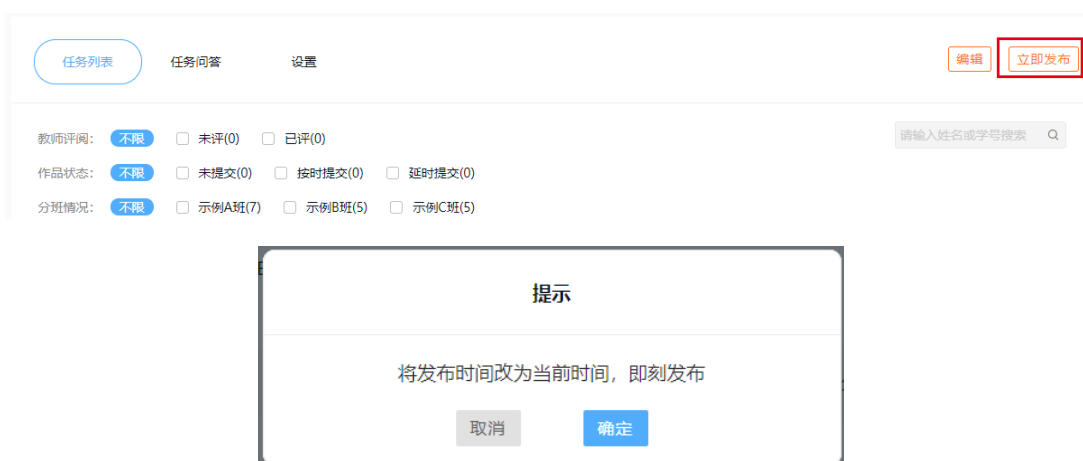 任务列表 任务问答 设置 编辑 立即发布
教师评阅： 不限 未评(0) 已评(0) 请输入姓名或学号搜索
作品状态： 不限 未提交(0) 按时提交(0) 延时提交(0)
分班情况： 不限 示例A班(7) 示例B班(5) 示例C班(5)
提示
将发布时间改为当前时间，即刻发布
取消 确定